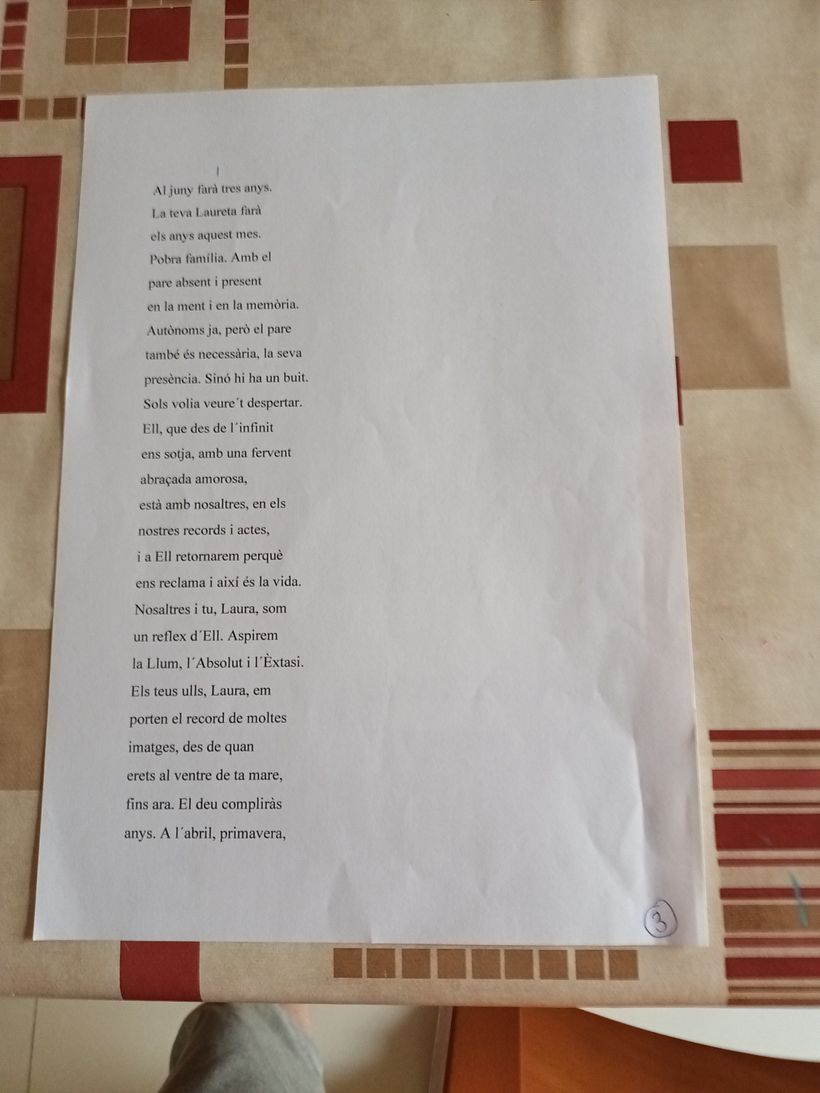 Al juny farà tres anys.
La teva Laureta farà
els anys aquest mes.
Pobra família. Amb el
pare absent i present
en la ment i en la memòria.
Autònoms ja, però el pare
també és necessària, la seva
presència. Sinó hi ha un buit.
Sols volia veure´t despertar.
Ell, que des de l´infinit
ens sotja, amb una fervent
abraçada amorosa,
està amb nosaltres, en els
nostres records i actes,
i a Ell retornarem perquè
ens reclama i així és la vida.
Nosaltres i tu, Laura, som
un reflex d´Ell. Aspirem
la Llum, l´Absolut i l´Èxtasi.
Els teus ulls, Laura, em
porten el record de moltes
imatges, des de quan
erets al ventre de ta mare,
fins ara. El deu compliràs
anys. A l´abril, primavera,
3